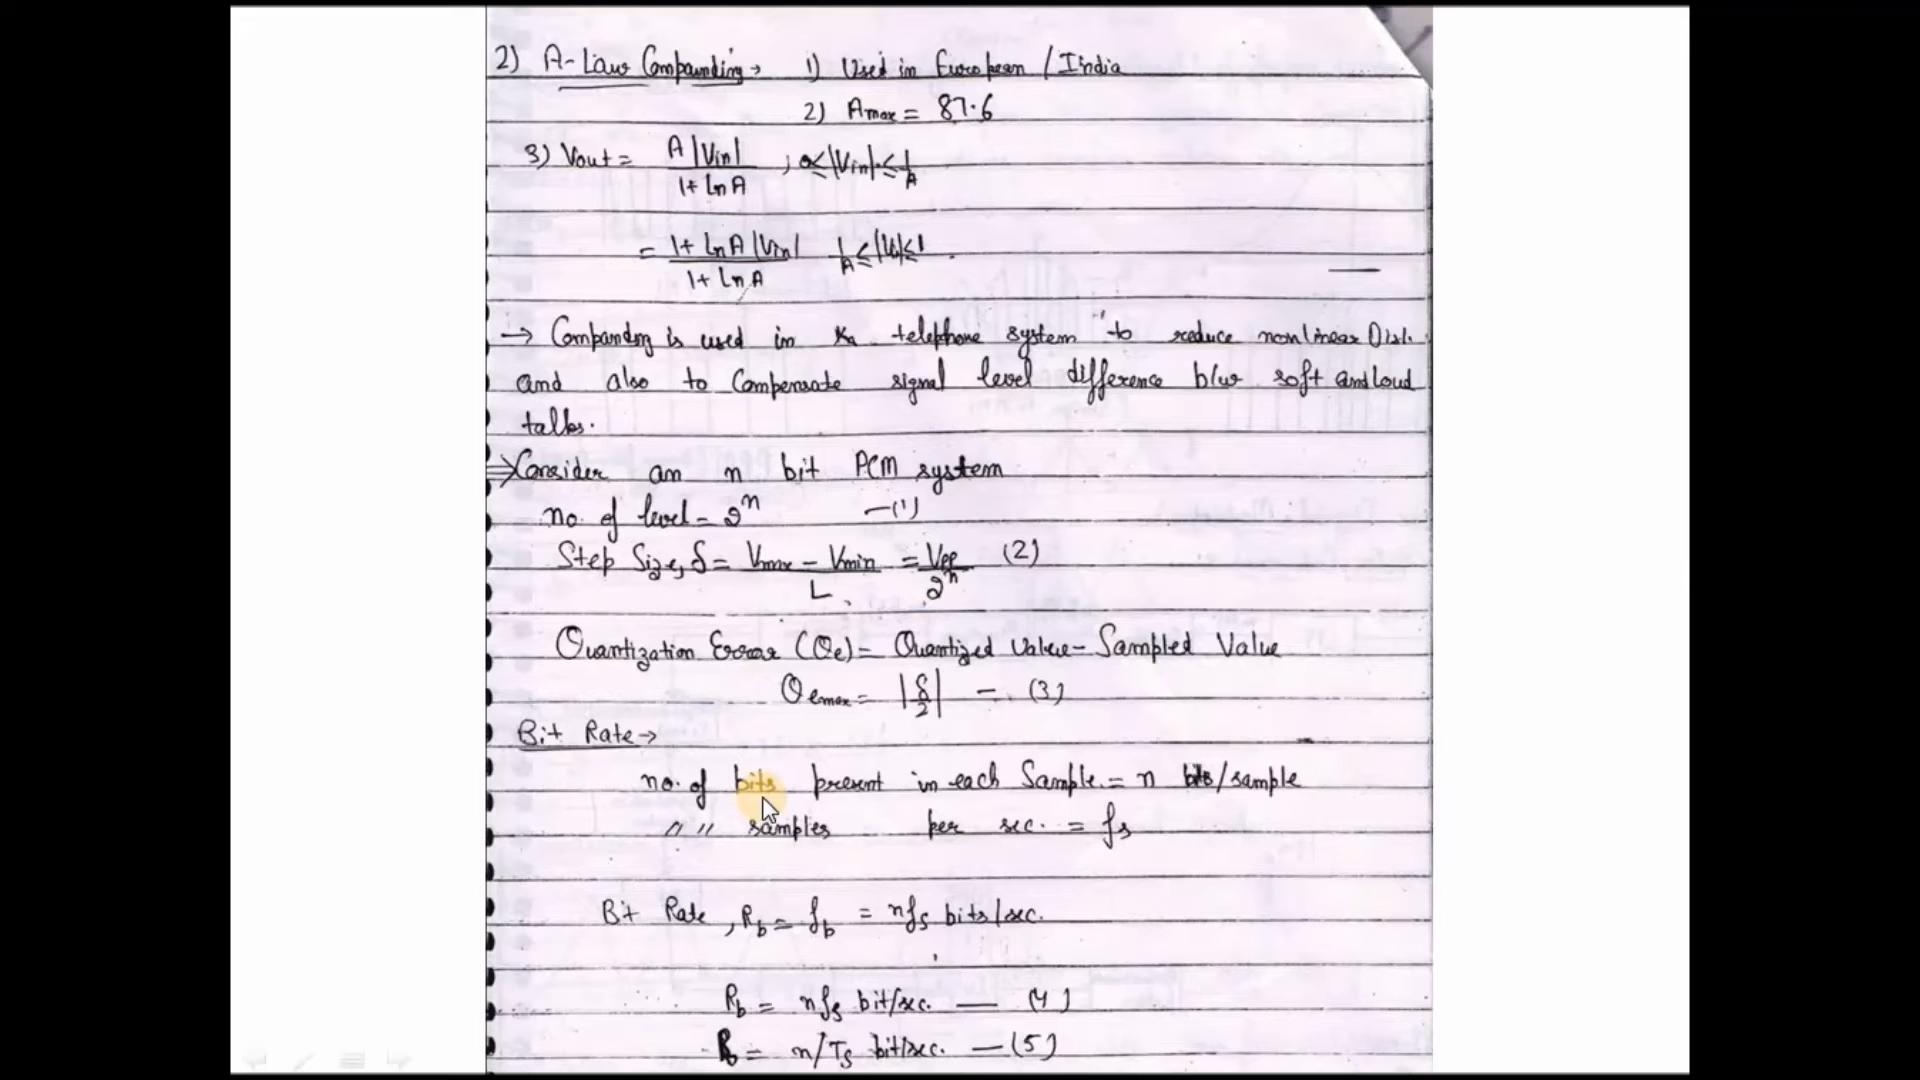 2) A-Law Compounding → 1) Used in European / India
2) Amax = 87.6
3) Vout = A|Vin| / 1+ LnA ; 0≤|Vin|≤ 1/A
= 1+ LnA|Vin| / 1+ LnA 1/A ≤|Vi|≤1
→ Companding is used in telephone system to reduce nonlinear Dist.
and also to Compensate signal level difference b/w soft and loud
talks.
⇒ Consider an n bit PCM system
no. of level = 2ⁿ —(1)
Step Size, δ = Vmax - Vmin / L = Vpp / 2ⁿ (2)
Quantization Error (Qe) = Quantized Value - Sampled Value
Qemax = |δ/2| — (3)
Bit Rate →
no. of bits present in each Sample = n bits/sample
" " samples per sec. = fs
Bit Rate, Rb = fb = nfs bits/sec.
Rb = nfs bit/sec. — (4)
Rb = n/Ts bit/sec. — (5)